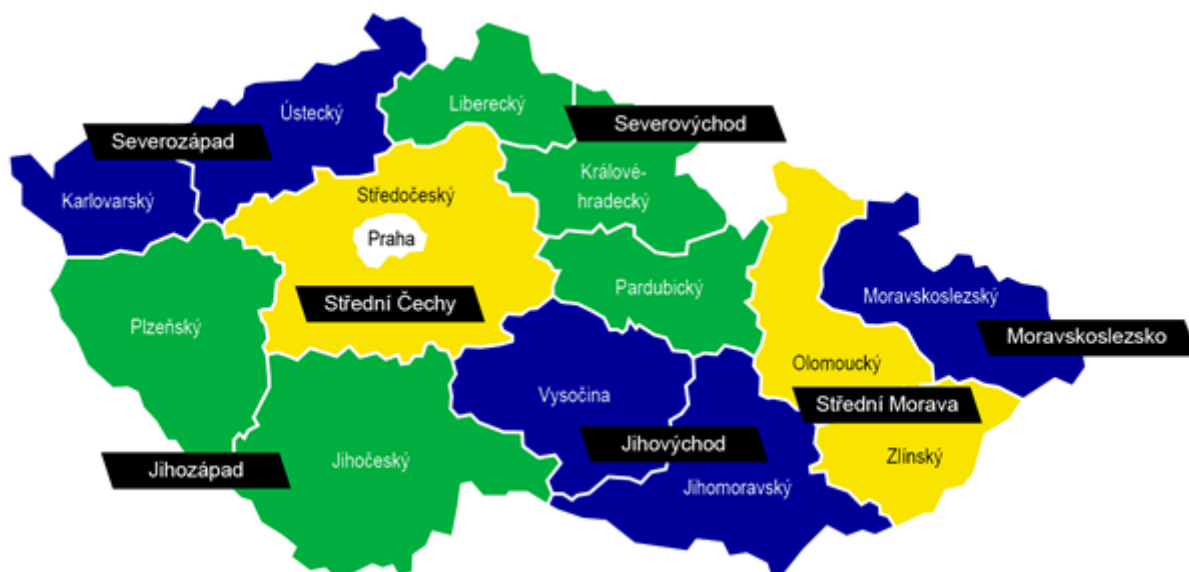 Ústecký
Liberecký
Severozápad
Severovýchod
Karlovarský
Středočeský
Králové-
hradecký
Praha
Střední Čechy
Pardubický
Moravskoslezský
Plzeňský
Moravskoslezsko
Olomoucký
Vysočina
Střední Morava
Jihovýchod
Jihozápad
Jihočeský
Zlínský
Jihomoravský